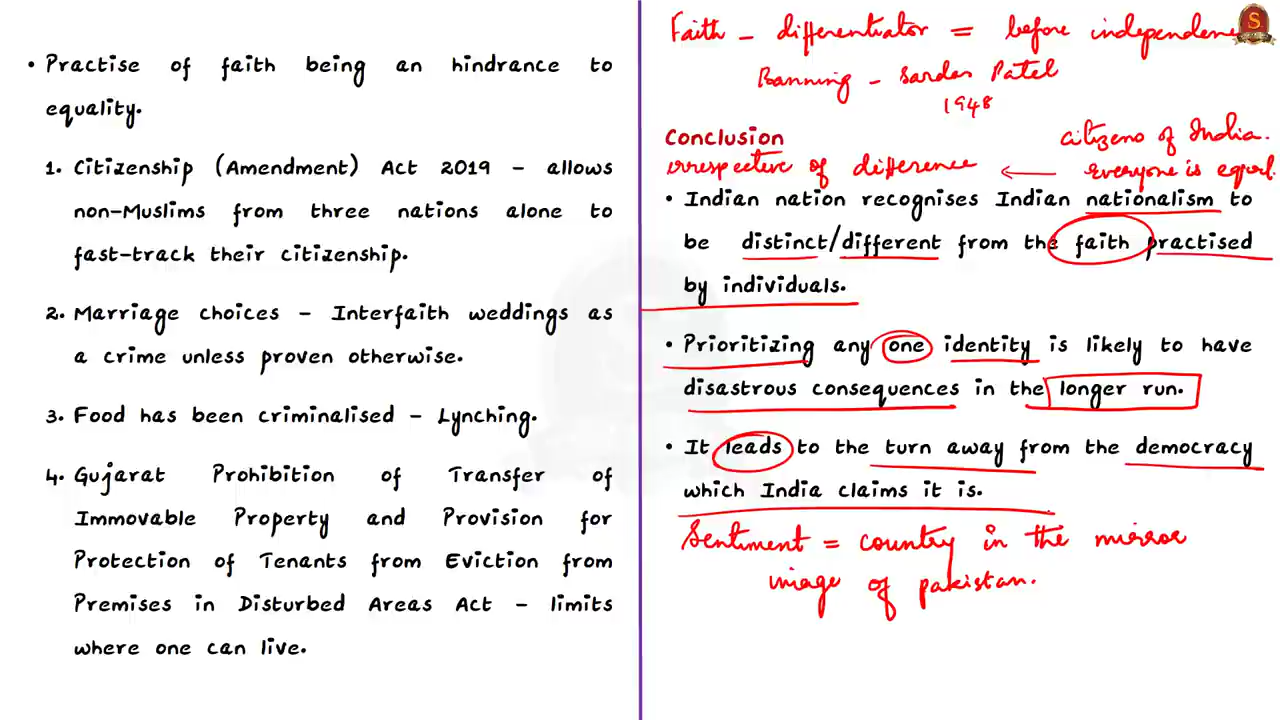 • Practise of faith being an hindrance to
equality.
1. Citizenship (Amendment) Act 2019 - allows
non-Muslims from three nations alone to
fast-track their citizenship.
2. Marriage choices - Interfaith weddings as
a crime unless proven otherwise.
3. Food has been criminalised - Lynching.
4. Gujarat Prohibition of Transfer of
Immovable Property and Provision for
Protection of Tenants from Eviction from
Premises in Disturbed Areas Act - limits
where one can live.
Faith - differentiator = before independence
Banning - Sardar Patel
1948
Conclusion
citizens of India.
irrespective of difference ← everyone is equal.
• Indian nation recognises Indian nationalism to
be distinct/different from the faith practised
by individuals.
• Prioritizing any one identity is likely to have
disastrous consequences in the longer run.
• It leads to the turn away from the democracy
which India claims it is.
Sentiment = country in the mirror
image of pakistan.